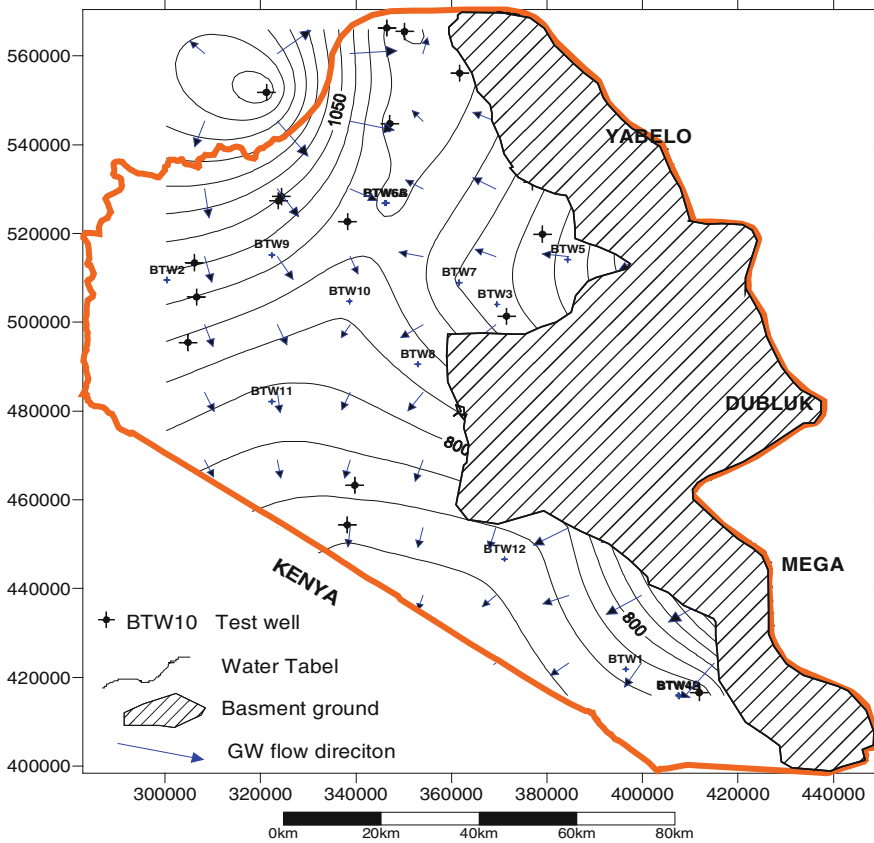 560000
540000
520000
500000
480000
460000
440000
420000
400000
1050
YABELO
BTW5
BTW9
BTW2
BTW7
BTW10
BTW3
BTW8
BTW11
DUBLUK
800
BTW12
MEGA
KENYA
800
BTW1
BTW10 Test well
Water Tabel
Basment ground
GW flow direciton
300000 320000 340000 360000 380000 400000 420000 440000
0km 20km 40km 60km 80km